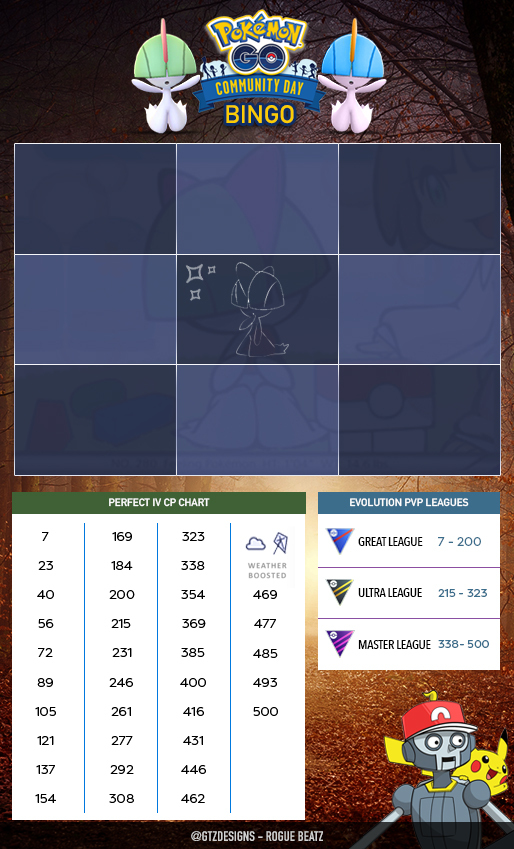 POKÉMON
GO
COMMUNITY DAY
BINGO
PERFECT IV CP CHART
7 169 323
23 184 338
WEATHER
BOOSTED
40 200 354 469
56 215 369 477
72 231 385 485
89 246 400 493
105 261 416 500
121 277 431
137 292 446
154 308 462
EVOLUTION PVP LEAGUES
GREAT LEAGUE 7 - 200
ULTRA LEAGUE 215 - 323
MASTER LEAGUE 338- 500
@GTZDESIGNS - ROGUE BEATZ